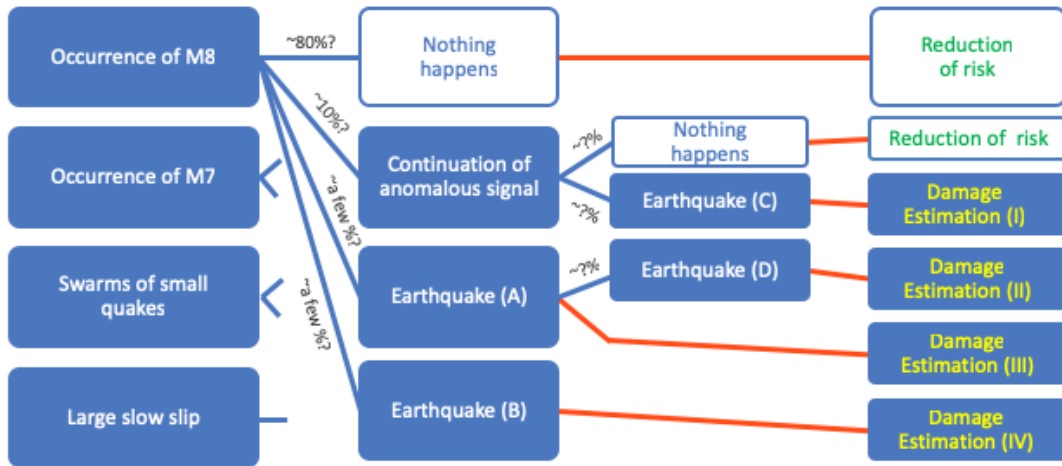 Occurrence of M8
~80%?
Nothing
happens
Reduction
of risk
~10%?
~a few %?
~a few %?
Occurrence of M7
Continuation of
anomalous signal
~?%
~?%
Nothing
happens
Reduction of risk
Earthquake (C)
Damage
Estimation (I)
Swarms of small
quakes
Earthquake (A)
~?%
Earthquake (D)
Damage
Estimation (II)
Damage
Estimation (III)
Large slow slip
Earthquake (B)
Damage
Estimation (IV)